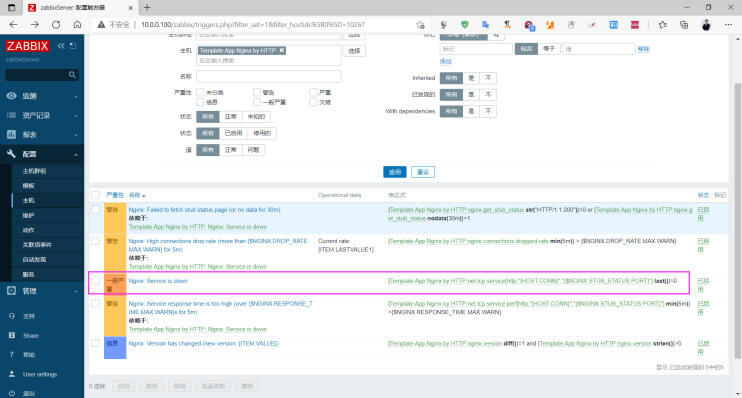 zabbixServer: 配置触发器
不安全 10.0.0.100/zabbix/triggers.php?filter_set=1&filter_hostids%5B0%5D=10267
ZABBIX
zabbixServer
监测
资产记录
报表
配置
主机群组
模板
主机
维护
动作
关联项事件
自动发现
服务
管理
支持
Share
帮助
User settings
退出
选择
主机
Template App Nginx by HTTP
选择
在此输入搜索
名称
严重性
未分类
警告
严重
信息
一般严重
灾难
状态
所有 正常 未知的
状态
所有 已启用 停用的
值
所有 正常 问题
标记
包含 等于
值
移除
添加
Inherited
所有 是 不
已发现的
所有 是 不
With dependencies
所有 是 不
应用 重设
严重性 名称 Operational data 表达式 状态 标记
警告
Nginx: Failed to fetch stub status page (or no data for 30m)
依赖于:
Template App Nginx by HTTP: Nginx: Service is down
{Template App Nginx by HTTP:nginx.get_stub_status.str("HTTP/1.1 200")}=0 or {Template App Nginx by HTTP:nginx.g
et_stub_status.nodata(30m)}=1
已启
用
警告
Nginx: High connections drop rate (more than {$NGINX.DROP_RATE.
MAX.WARN} for 5m)
依赖于:
Template App Nginx by HTTP: Nginx: Service is down
Current rate:
{ITEM.LASTVALUE1}
{Template App Nginx by HTTP:nginx.connections.dropped.rate.min(5m)} > {$NGINX.DROP_RATE.MAX.WARN}
已启
用
一般严
重
Nginx: Service is down
{Template App Nginx by HTTP:net.tcp.service[http,"{HOST.CONN}","{$NGINX.STUB_STATUS.PORT}"].last()}=0
已启
用
警告
Nginx: Service response time is too high (over {$NGINX.RESPONSE_T
IME.MAX.WARN}s for 5m)
依赖于:
Template App Nginx by HTTP: Nginx: Service is down
{Template App Nginx by HTTP:net.tcp.service.perf[http,"{HOST.CONN}","{$NGINX.STUB_STATUS.PORT}"].min(5m)}
>{$NGINX.RESPONSE_TIME.MAX.WARN}
已启
用
信息
Nginx: Version has changed (new version: {ITEM.VALUE})
{Template App Nginx by HTTP:nginx.version.diff()}=1 and {Template App Nginx by HTTP:nginx.version.strlen()}>0
已启
用
显示 已自动发现的 5中的5
0 选择 启用 禁用 复制 批量更新 删除